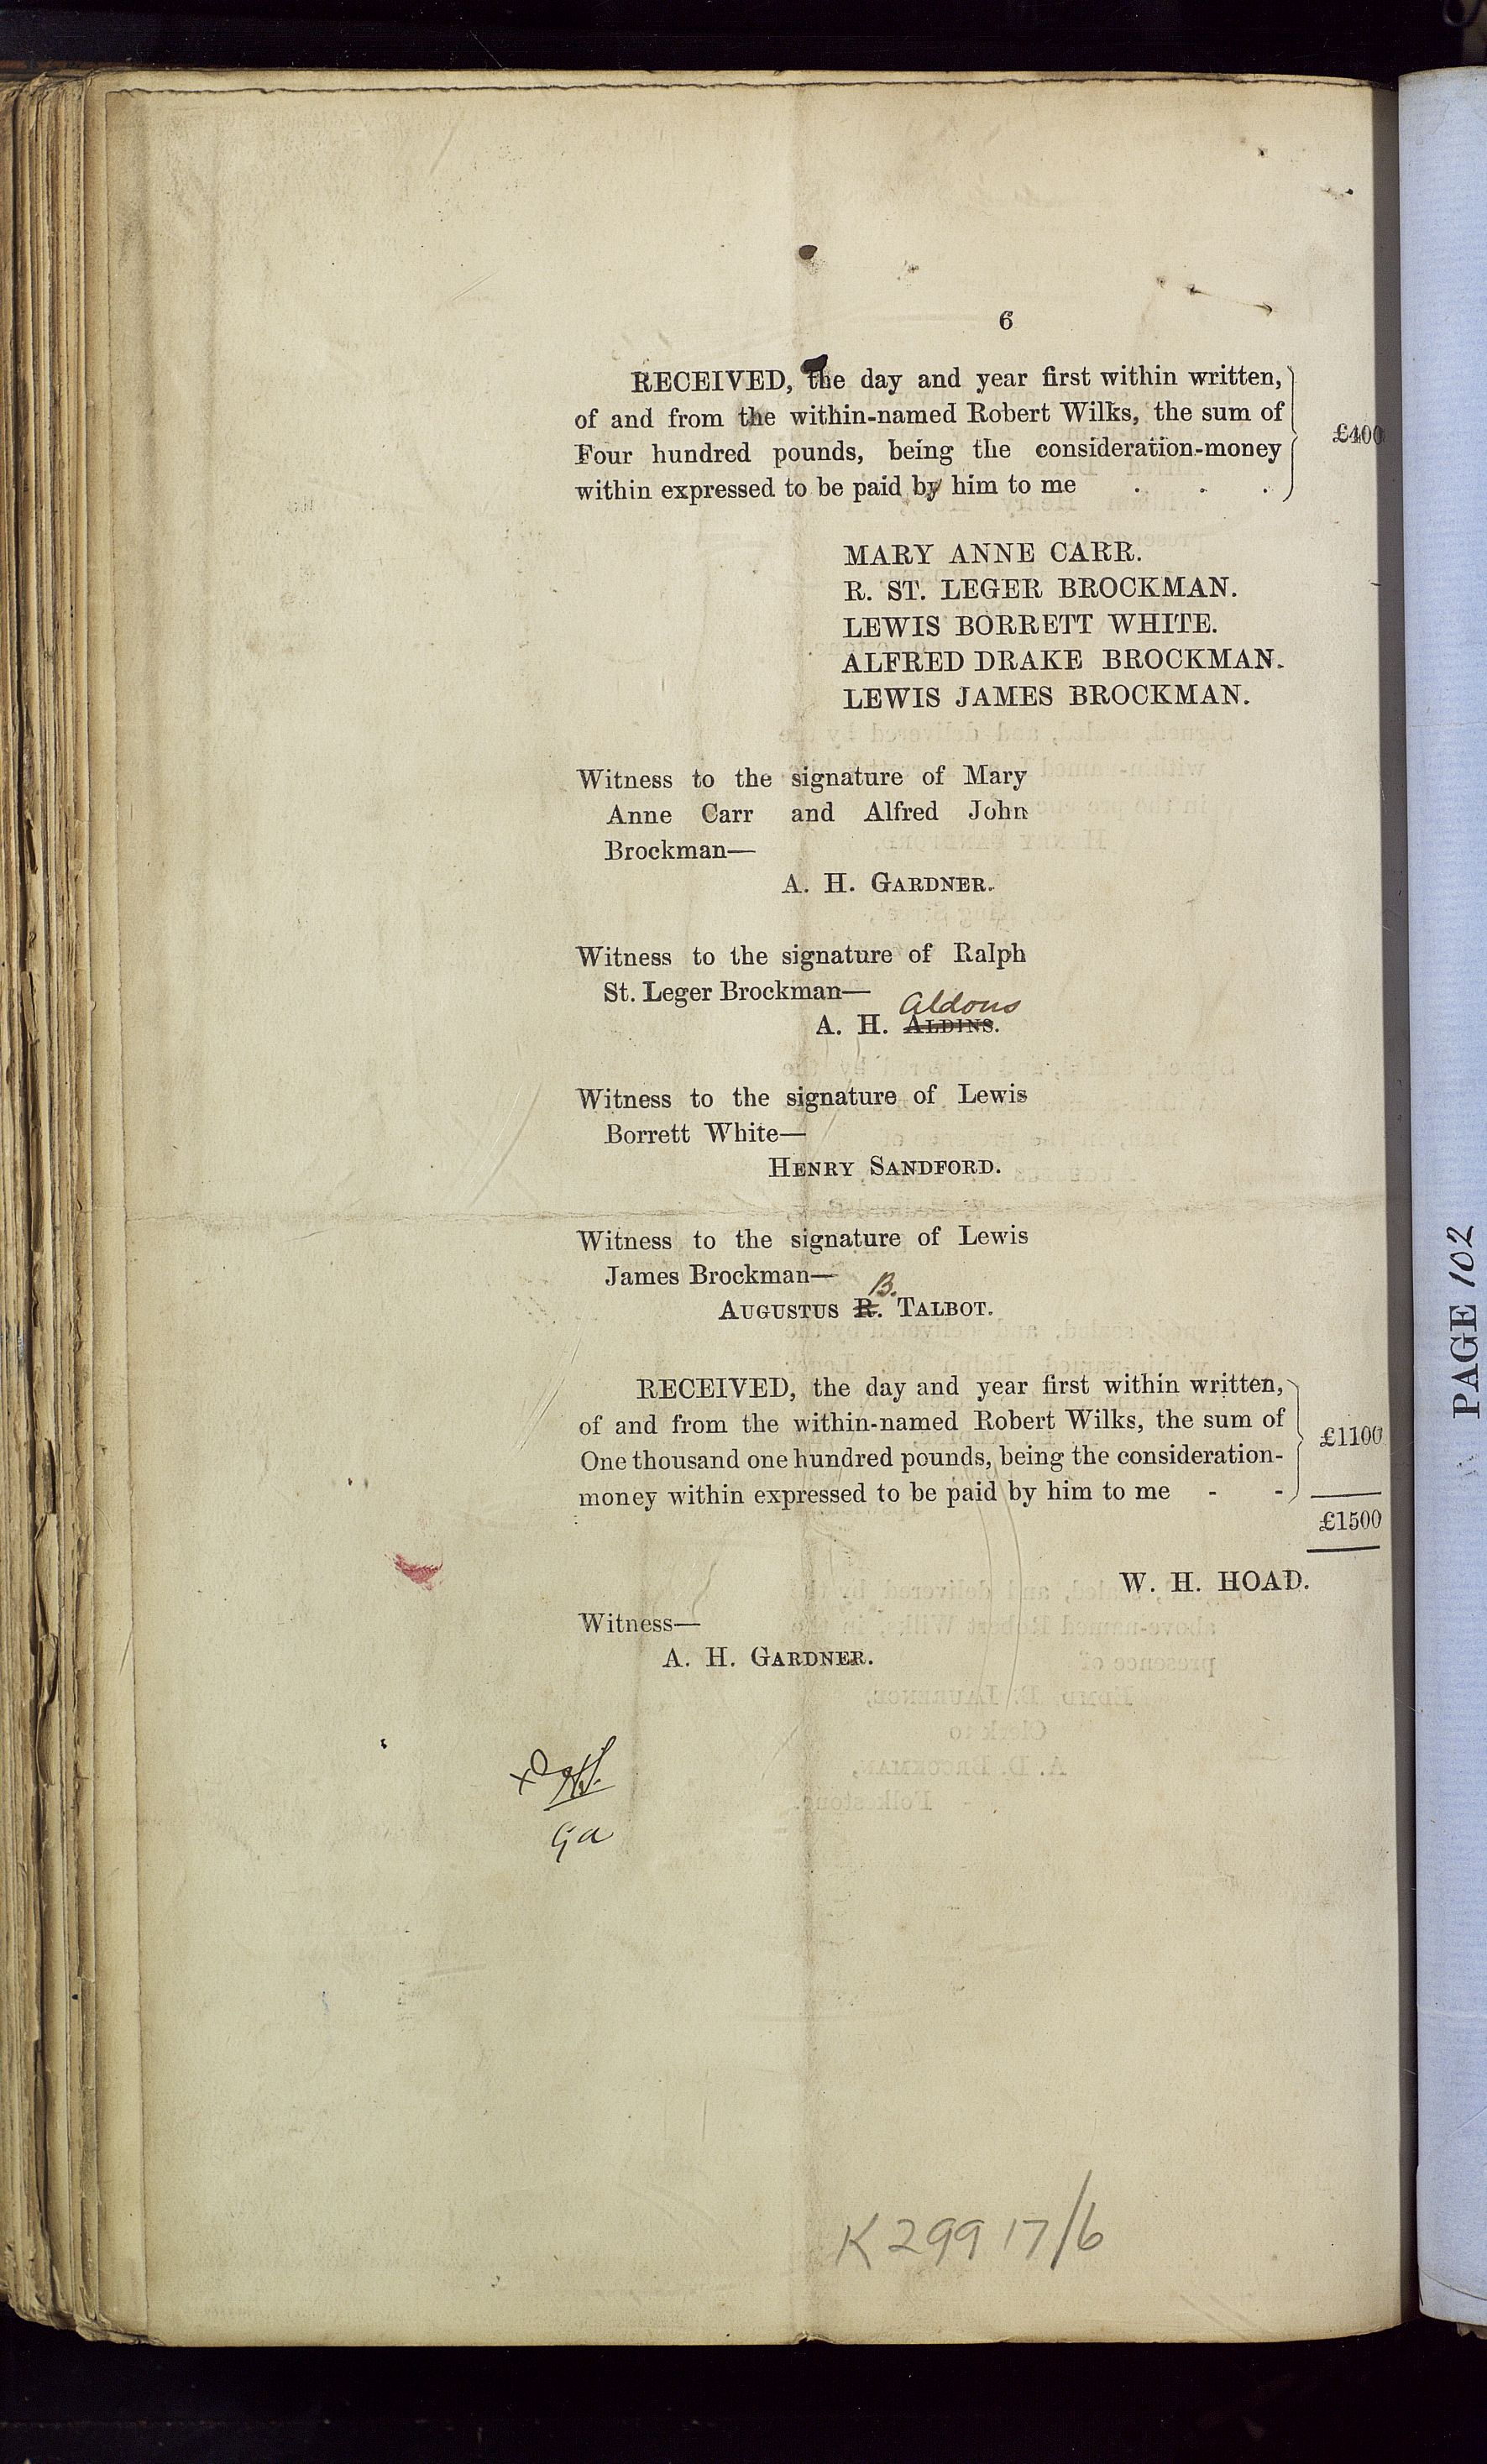 6
RECEIVED, the day and year first within written,
of and from the within-named Robert Wilks, the sum of
Four hundred pounds, being the consideration-money
within expressed to be paid by him to me . . .
£400
MARY ANNE CARR.
R. ST. LEGER BROCKMAN.
LEWIS BORRETT WHITE.
ALFRED DRAKE BROCKMAN.
LEWIS JAMES BROCKMAN.
Witness to the signature of Mary
Anne Carr and Alfred John
Brockman—
A. H. GARDNER.
Witness to the signature of Ralph
St. Leger Brockman—
Aldous
A. H. ALDINS.
Witness to the signature of Lewis
Borrett White—
HENRY SANDFORD.
Witness to the signature of Lewis
James Brockman—
B.
AUGUSTUS R. TALBOT.
RECEIVED, the day and year first within written,
of and from the within-named Robert Wilks, the sum of
One thousand one hundred pounds, being the consideration-
money within expressed to be paid by him to me - -
£1100
£1500
W. H. HOAD.
Witness—
A. H. GARDNER.
K 299 17/6
PAGE 102